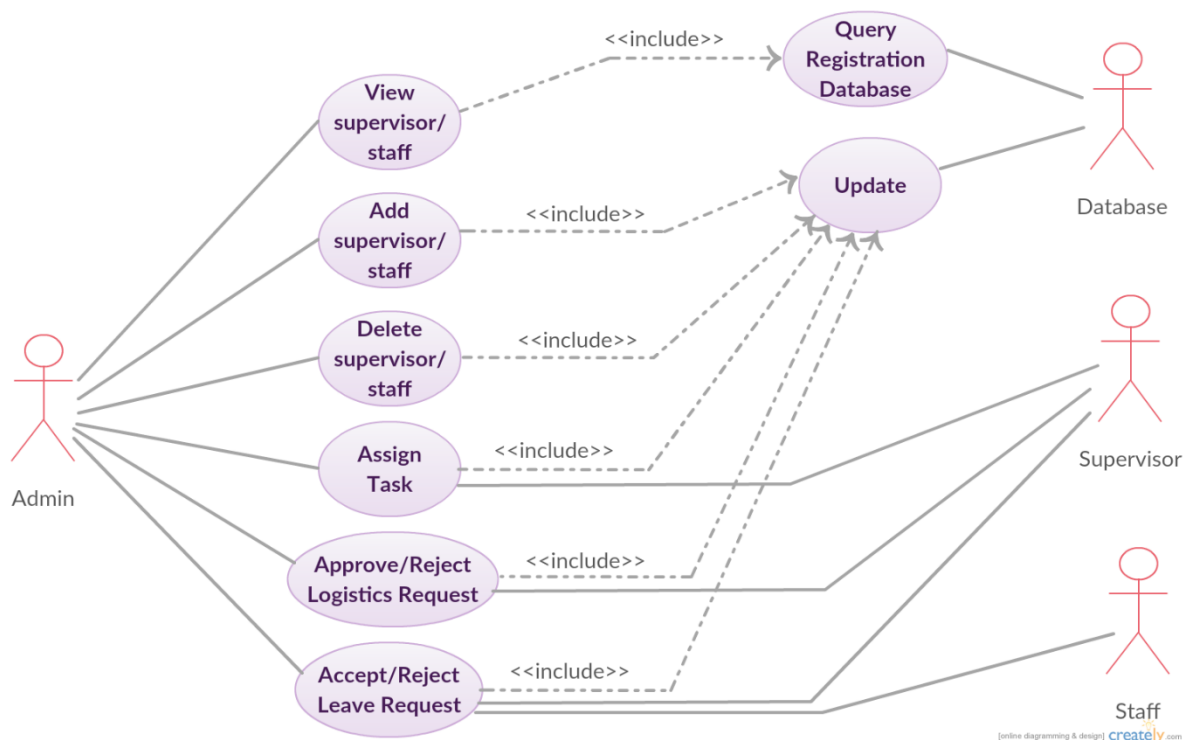 <<include>>
Query
Registration
Database
View
supervisor/
staff
Update
Database
Add
supervisor/
staff
<<include>>
Delete
supervisor/
staff
<<include>>
Admin
Assign
Task
<<include>>
Supervisor
Approve/Reject
Logistics Request
<<include>>
Accept/Reject
Leave Request
<<include>>
Staff
[online diagramming & design] creately.com